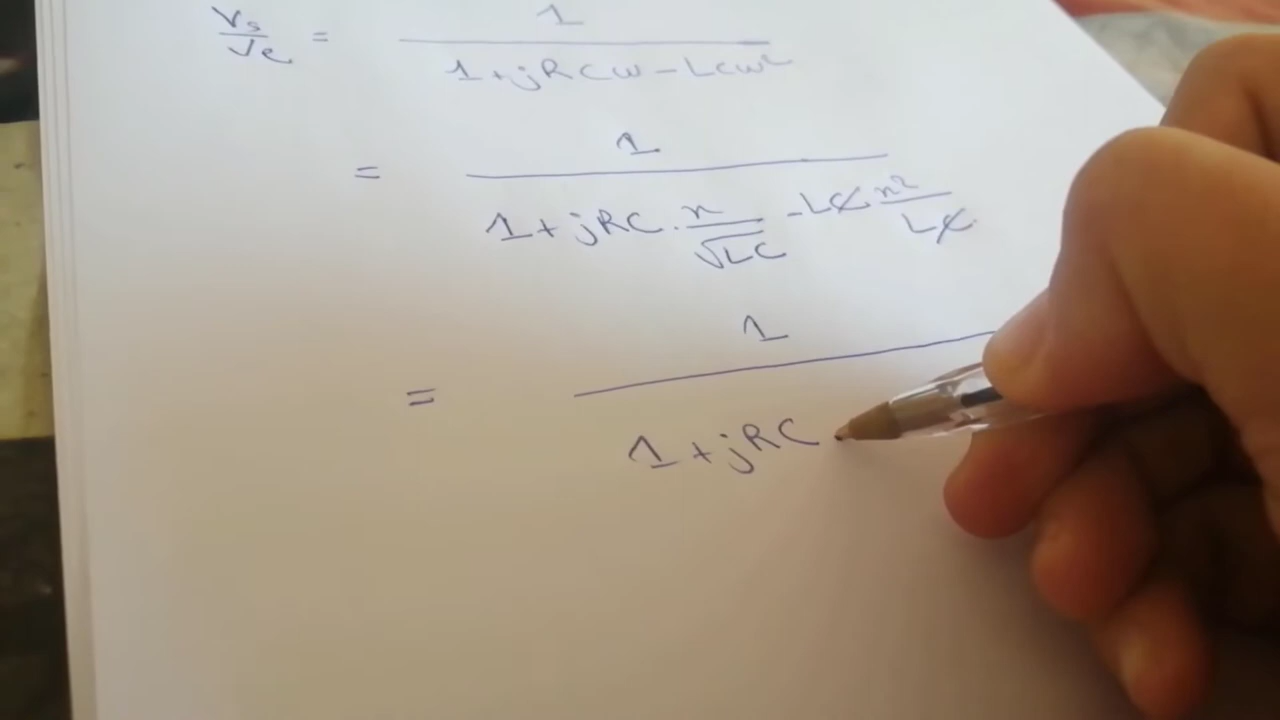 Vs/Ve = 1/(1+jRCω-LCω²)
= 1/(1+jRC.x/√LC -LC x²/LC)
= 1/(1+jRC